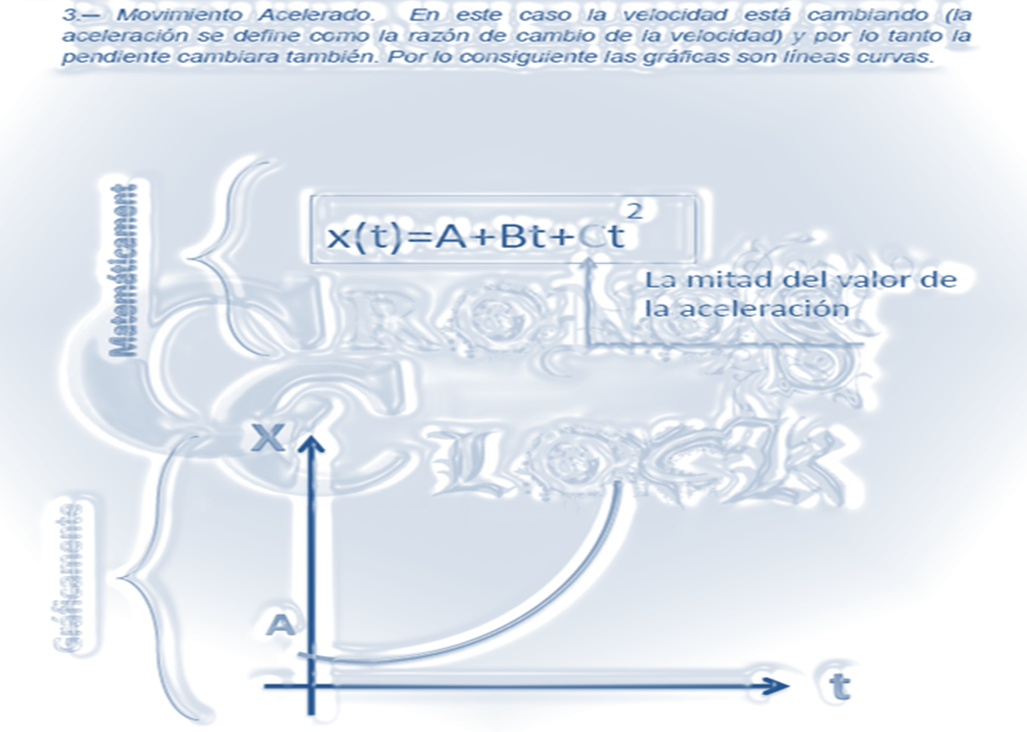 3.— Movimiento Acelerado. En este caso la velocidad está cambiando (la
aceleración se define como la razón de cambio de la velocidad) y por lo tanto la
pendiente cambiara también. Por lo consiguiente las gráficas son líneas curvas.
Matemáticament
x(t)=A+Bt+Ct²
La mitad del valor de
la aceleración
Gráficamente
X
A
t